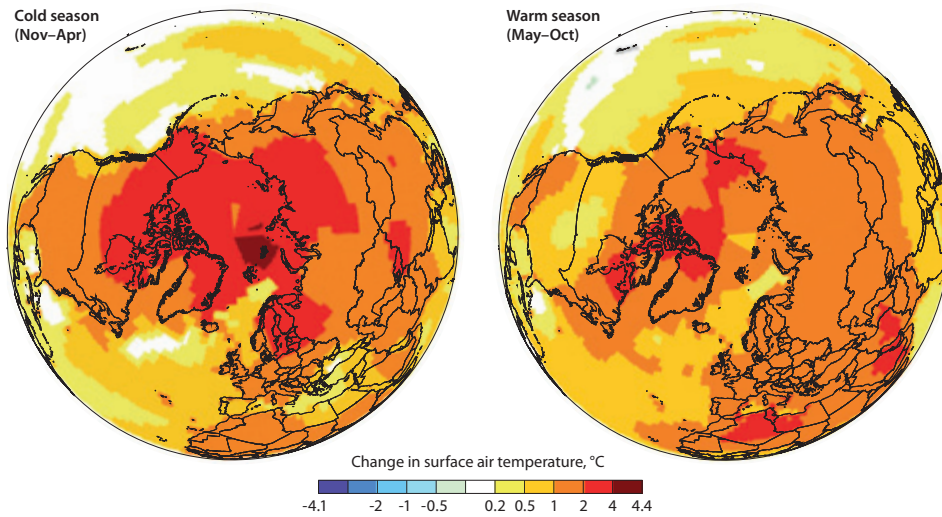 Cold season
(Nov–Apr)
Warm season
(May–Oct)
Change in surface air temperature, °C
-4.1 -2 -1 -0.5 0.2 0.5 1 2 4 4.4